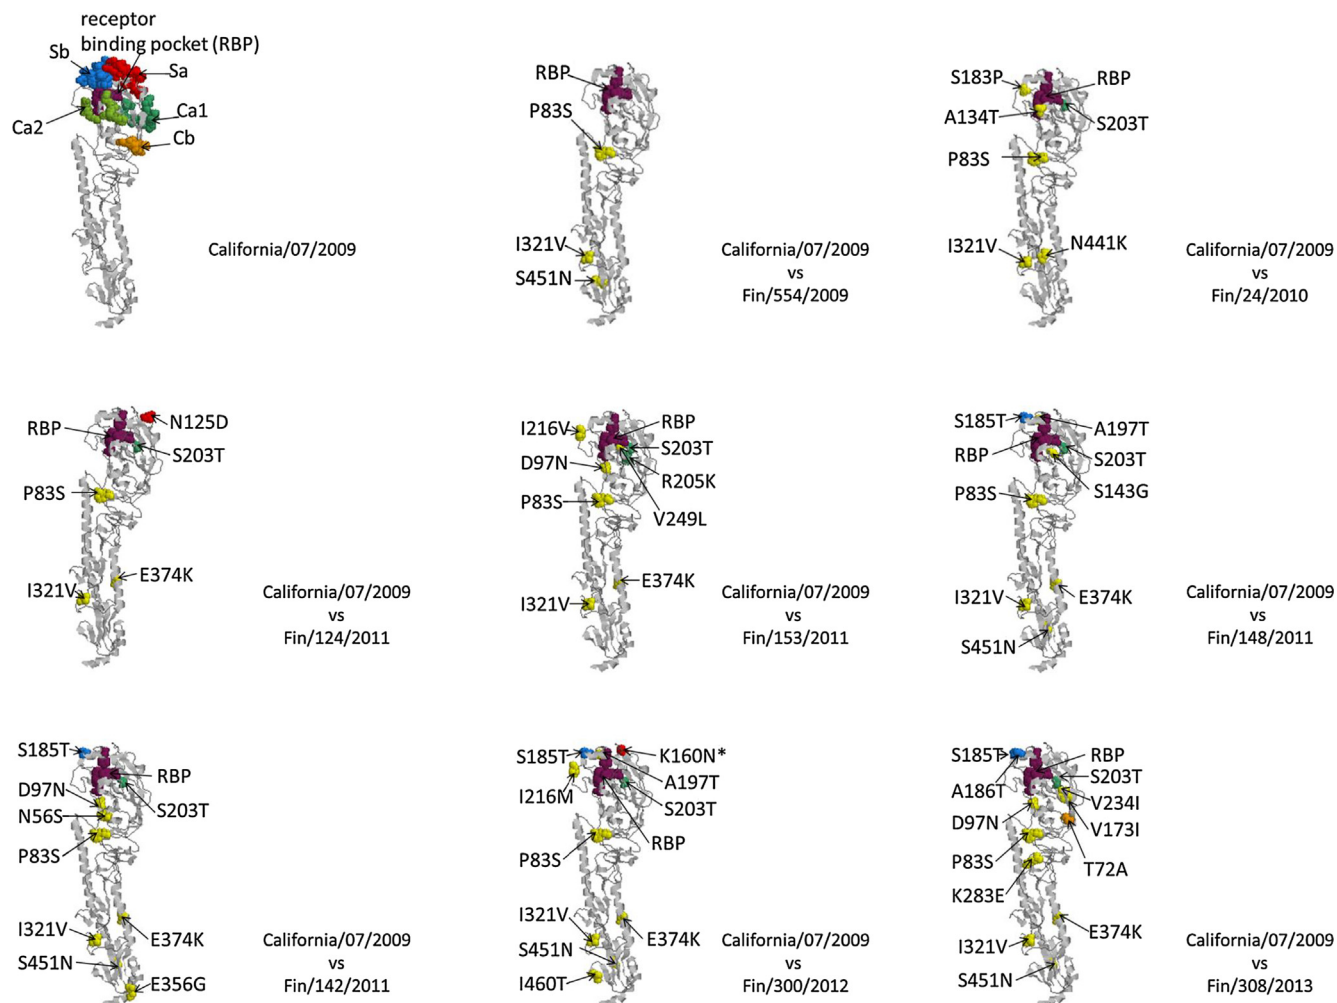 receptor
binding pocket (RBP)
Sb
Sa
Ca2
Ca1
Cb
California/07/2009
RBP
P83S
I321V
S451N
California/07/2009
vs
Fin/554/2009
S183P
RBP
A134T
S203T
P83S
I321V
N441K
California/07/2009
vs
Fin/24/2010
N125D
RBP
S203T
P83S
E374K
I321V
California/07/2009
vs
Fin/124/2011
I216V
RBP
S203T
D97N
R205K
P83S
V249L
E374K
I321V
California/07/2009
vs
Fin/153/2011
S185T
A197T
RBP
S203T
P83S
S143G
I321V
E374K
S451N
California/07/2009
vs
Fin/148/2011
S185T
RBP
D97N
S203T
N56S
P83S
I321V
E374K
S451N
E356G
California/07/2009
vs
Fin/142/2011
S185T
K160N*
A197T
I216M
S203T
RBP
P83S
I321V
E374K
S451N
I460T
California/07/2009
vs
Fin/300/2012
S185T
RBP
S203T
A186T
V234I
D97N
V173I
P83S
T72A
K283E
E374K
I321V
S451N
California/07/2009
vs
Fin/308/2013